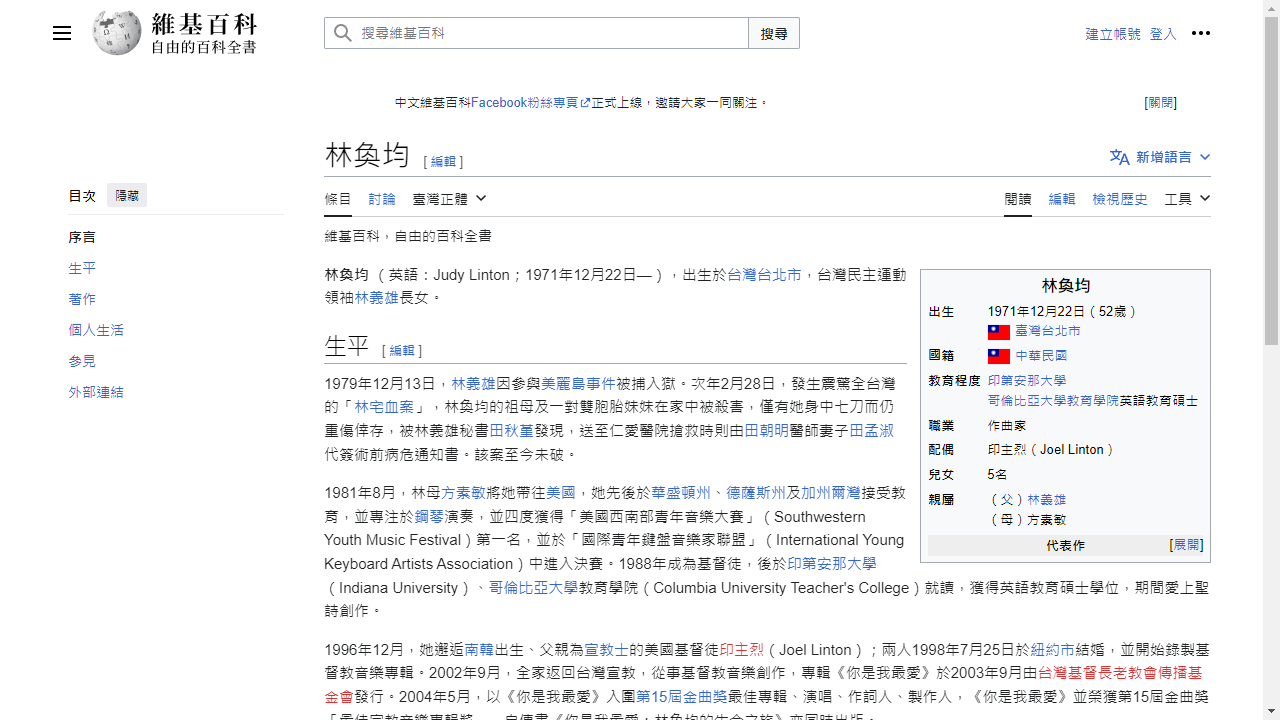 維基百科
自由的百科全書
搜尋維基百科
搜尋
建立帳號
登入
中文維基百科Facebook粉絲專頁正式上線，邀請大家一同關注。
[關閉]
林奐均
[編輯]
新增語言
目次
隱藏
序言
生平
著作
個人生活
參見
外部連結
條目
討論
臺灣正體
閱讀
編輯
檢視歷史
工具
維基百科，自由的百科全書
林奐均（英語：Judy Linton；1971年12月22日—），出生於台灣台北市，台灣民主運動
領袖林義雄長女。
林奐均
出生 1971年12月22日（52歲）
臺灣台北市
國籍 中華民國
教育程度 印第安那大學
哥倫比亞大學教育學院英語教育碩士
職業 作曲家
配偶 印主烈（Joel Linton）
兒女 5名
親屬 （父）林義雄
（母）方素敏
代表作 [展開]
生平 [編輯]
1979年12月13日，林義雄因參與美麗島事件被捕入獄。次年2月28日，發生震驚全台灣
的「林宅血案」，林奐均的祖母及一對雙胞胎妹妹在家中被殺害，僅有她身中七刀而仍
重傷倖存，被林義雄秘書田秋堇發現，送至仁愛醫院搶救時則由田朝明醫師妻子田孟淑
代簽術前病危通知書。該案至今未破。
1981年8月，林母方素敏將她帶往美國，她先後於華盛頓州、德薩斯州及加州爾灣接受教
育，並專注於鋼琴演奏，並四度獲得「美國西南部青年音樂大賽」（Southwestern
Youth Music Festival）第一名，並於「國際青年鍵盤音樂家聯盟」（International Young
Keyboard Artists Association）中進入決賽。1988年成為基督徒，後於印第安那大學
（Indiana University）、哥倫比亞大學教育學院（Columbia University Teacher's College）就讀，獲得英語教育碩士學位，期間愛上聖
詩創作。
1996年12月，她邂逅南韓出生、父親為宣教士的美國基督徒印主烈（Joel Linton）；兩人1998年7月25日於紐約市結婚，並開始錄製基
督教音樂專輯。2002年9月，全家返回台灣宣教，從事基督教音樂創作，專輯《你是我最愛》於2003年9月由台灣基督長老教會傳播基
金會發行。2004年5月，以《你是我最愛》入圍第15屆金曲獎最佳專輯、演唱、作詞人、製作人，《你是我最愛》並榮獲第15屆金曲獎
「最佳宗教音樂專輯獎」。自傳書《你是我最愛：林奐均的生命之旅》亦同時出版。